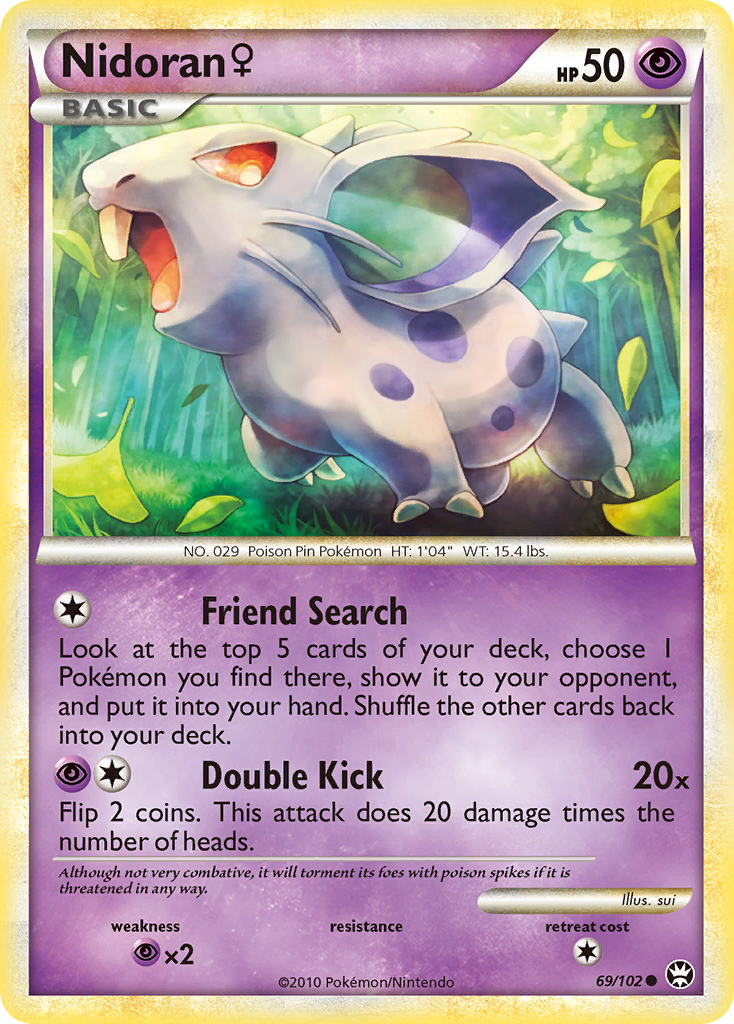 Nidoran♀ HP 50
BASIC
NO. 029 Poison Pin Pokémon HT: 1'04" WT: 15.4 lbs.
Friend Search
Look at the top 5 cards of your deck, choose 1
Pokémon you find there, show it to your opponent,
and put it into your hand. Shuffle the other cards back
into your deck.
Double Kick 20x
Flip 2 coins. This attack does 20 damage times the
number of heads.
Although not very combative, it will torment its foes with poison spikes if it is
threatened in any way.
Illus. sui
weakness resistance retreat cost
×2
©2010 Pokémon/Nintendo 69/102